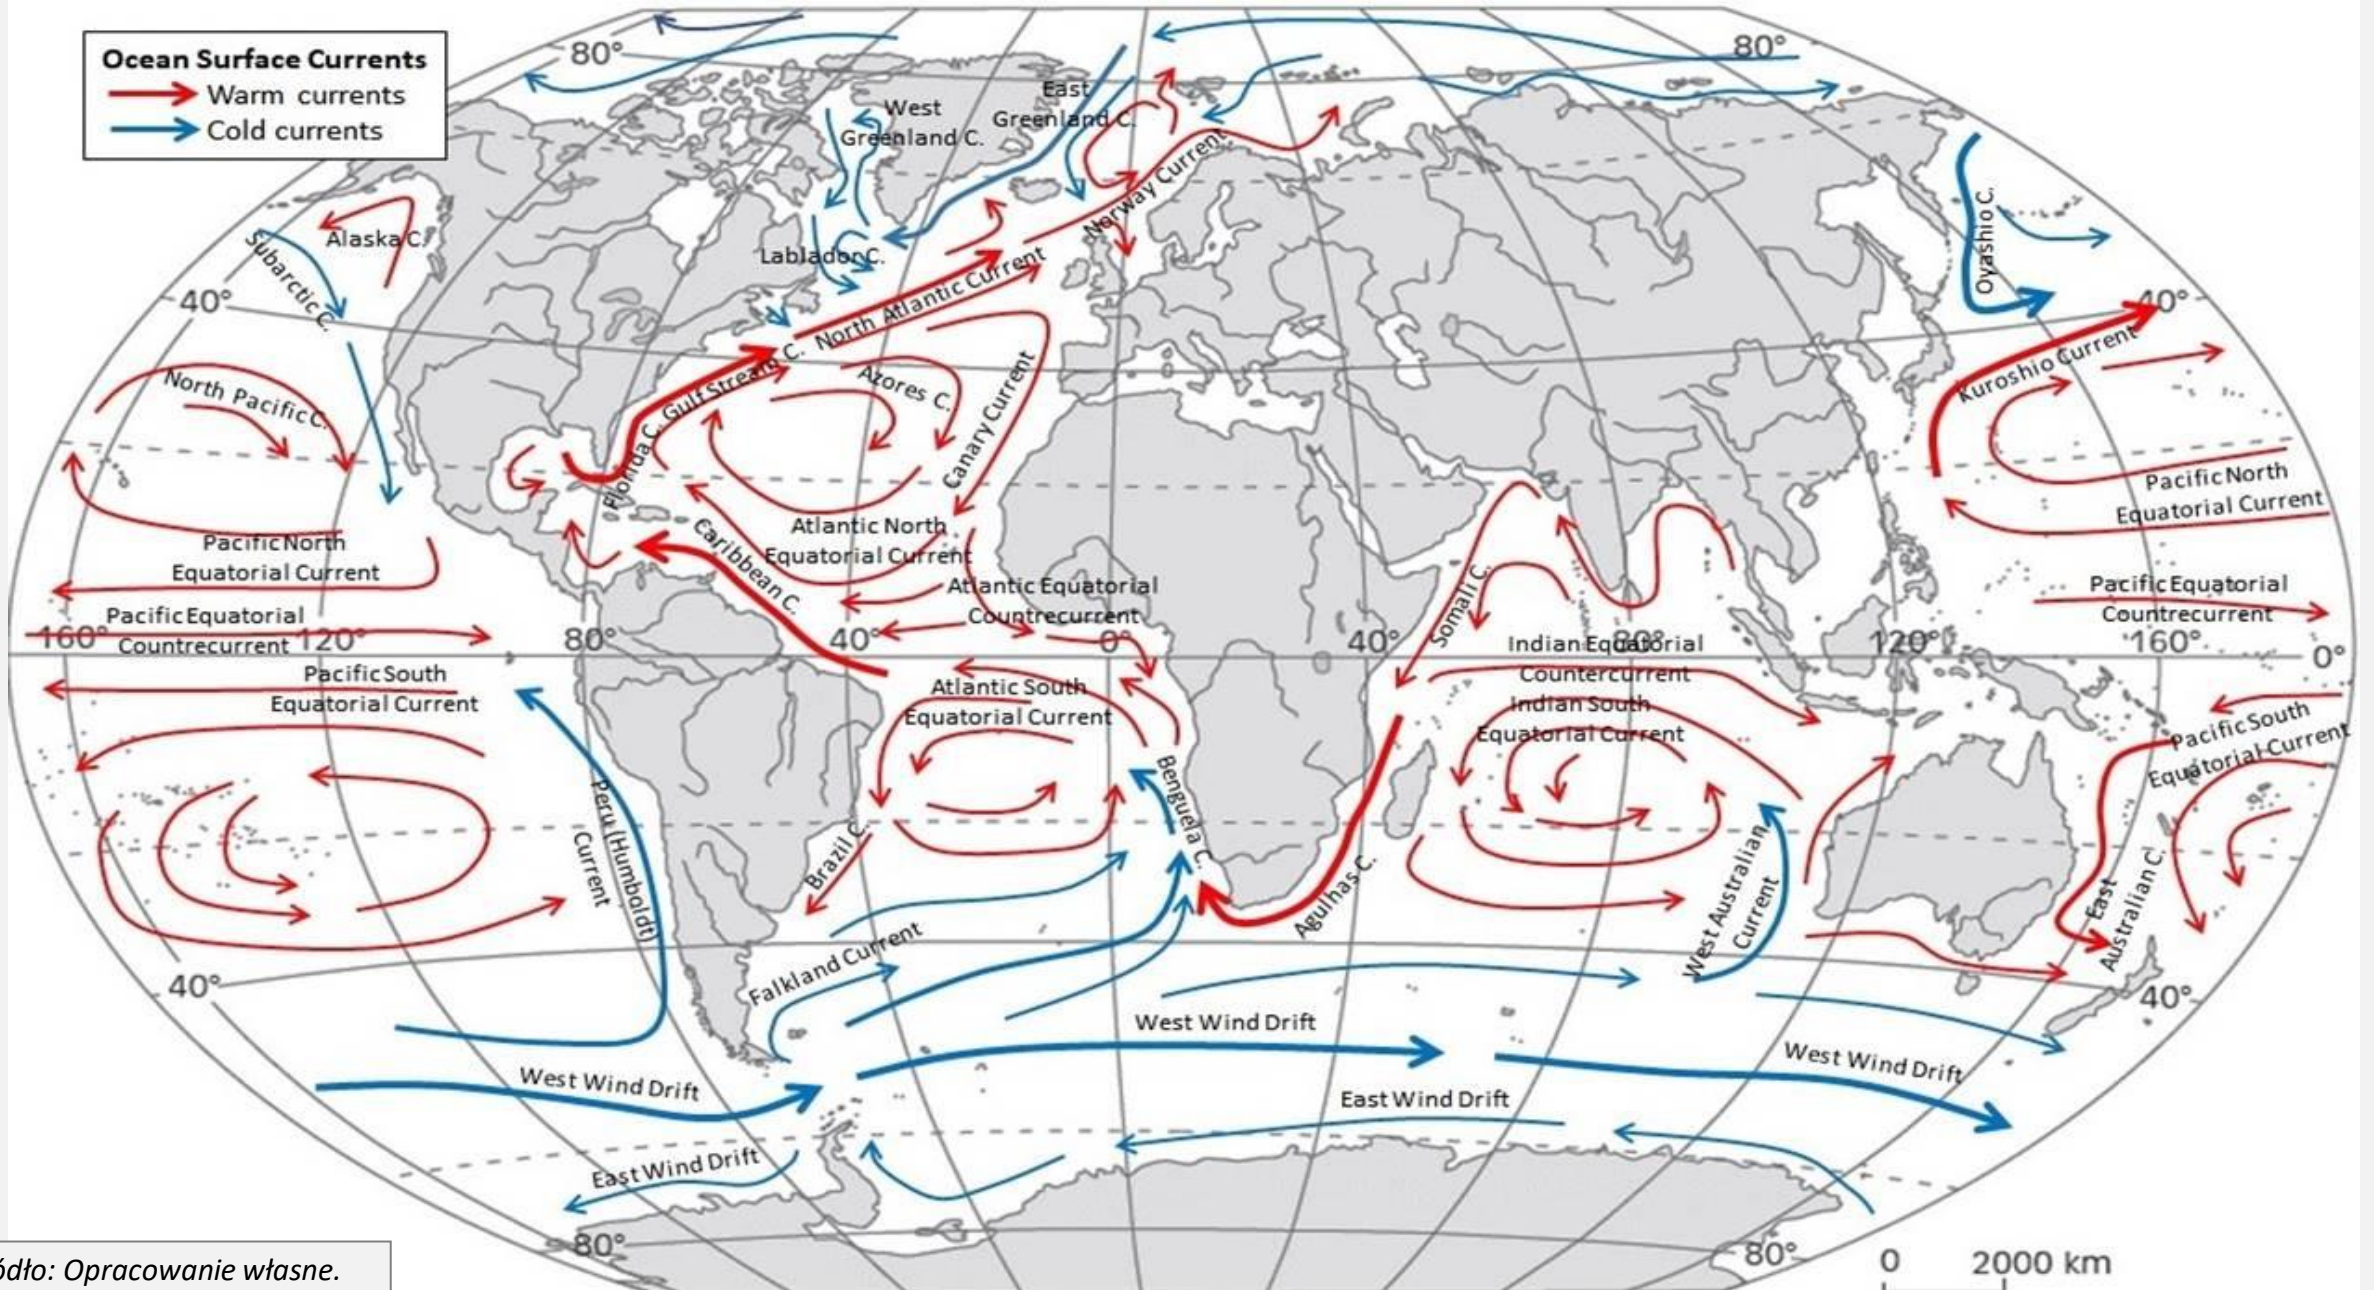 Ocean Surface Currents
Warm currents
Cold currents
80°
80°
West
Greenland C.
East
Greenland C.
Norway Current
Alaska C.
Subarctic C.
Lablador C.
Oyashio C.
40°
40°
North Atlantic Current
Gulf Stream C.
Florida C.
Azores C.
Canary Current
North Pacific C.
Kuroshio Current
Pacific North
Equatorial Current
Pacific North
Equatorial Current
Caribbean C.
Atlantic North
Equatorial Current
Atlantic Equatorial
Countrecurrent
Somali C.
Pacific Equatorial
Countrecurrent
Pacific Equatorial
Countrecurrent
160°
120°
80°
40°
0°
40°
80°
120°
160°
0°
Indian Equatorial
Countercurrent
Indian South
Equatorial Current
Pacific South
Equatorial Current
Atlantic South
Equatorial Current
Pacific South
Equatorial Current
Peru (Humboldt)
Current
Brazil C.
Benguela C.
Agulhas C.
West Australian
Current
East
Australian C.
Falkland Current
40°
40°
West Wind Drift
West Wind Drift
West Wind Drift
East Wind Drift
East Wind Drift
80°
80°
0 2000 km
ódło: Opracowanie własne.